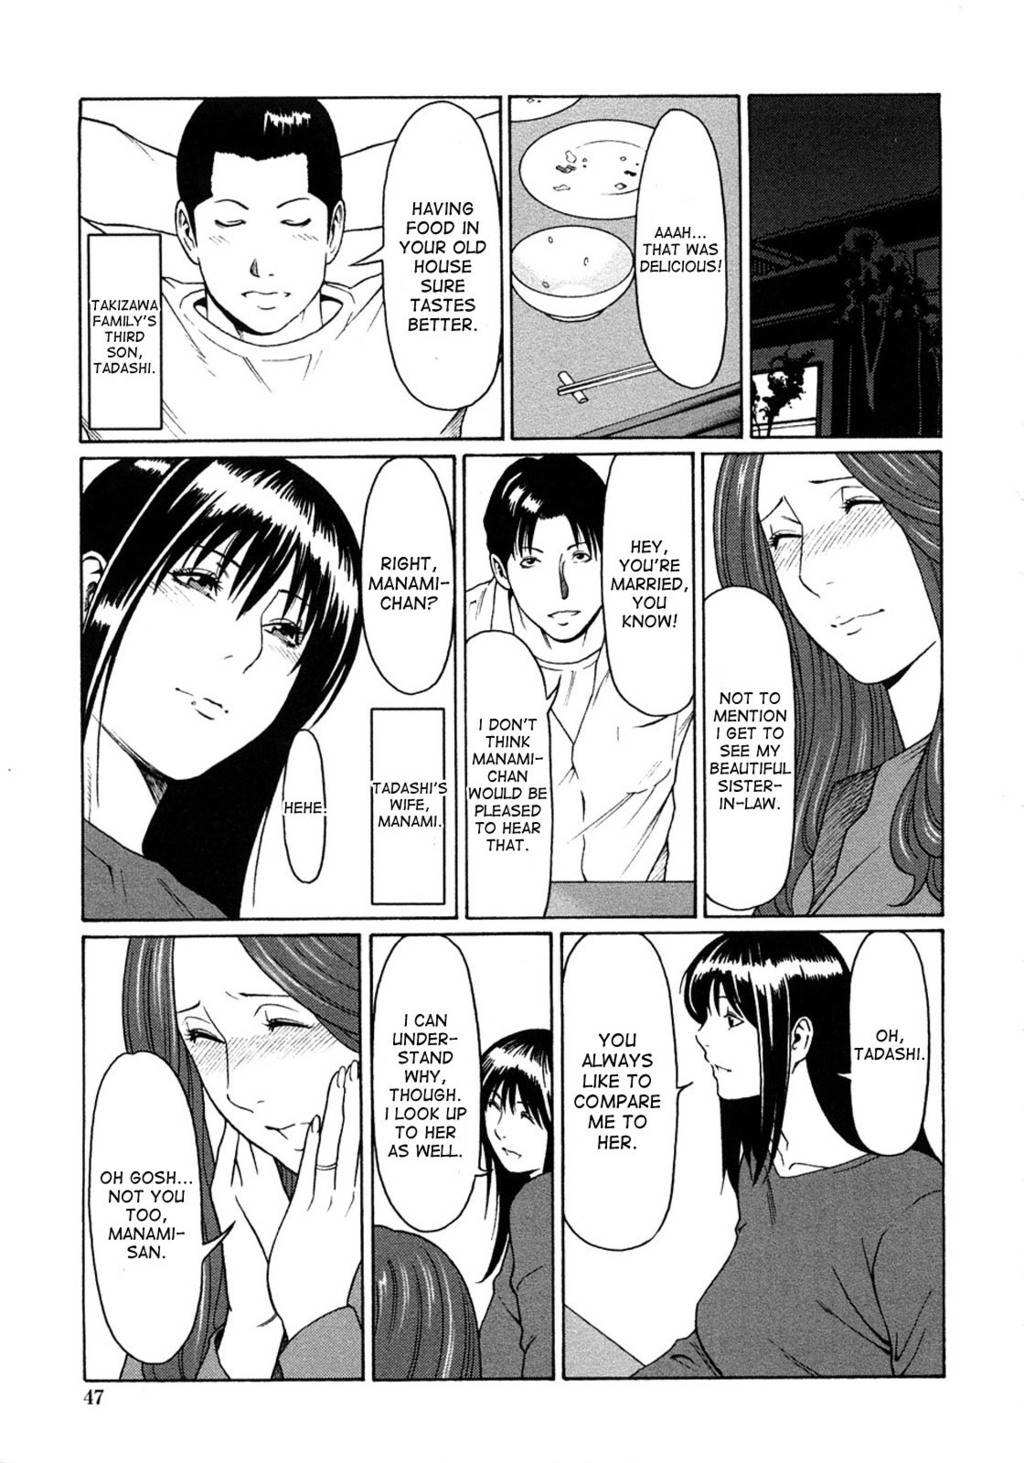 AAAH...
THAT WAS
DELICIOUS!
HAVING
FOOD IN
YOUR OLD
HOUSE
SURE
TASTES
BETTER.
TAKIZAWA
FAMILY'S
THIRD
SON,
TADASHI.
NOT TO
MENTION
I GET TO
SEE MY
BEAUTIFUL
SISTER-
IN-LAW.
HEY,
YOU'RE
MARRIED,
YOU
KNOW!
I DON'T
THINK
MANAMI-
CHAN
WOULD BE
PLEASED
TO HEAR
THAT.
RIGHT,
MANAMI-
CHAN?
TADASHI'S
WIFE,
MANAMI.
HEHE.
OH,
TADASHI.
YOU
ALWAYS
LIKE TO
COMPARE
ME TO
HER.
I CAN
UNDER-
STAND
WHY,
THOUGH.
I LOOK UP
TO HER
AS WELL.
OH GOSH...
NOT YOU
TOO,
MANAMI-
SAN.
47